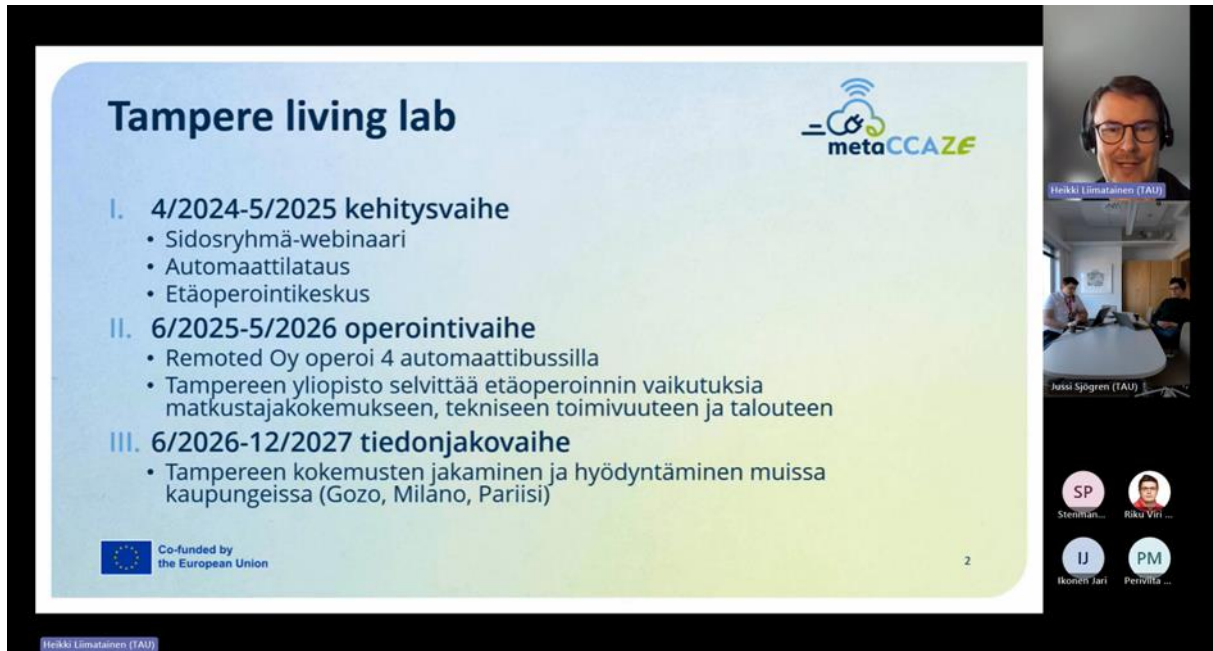 Tampere living lab
metaCCAZE
I. 4/2024-5/2025 kehitysvaihe
• Sidosryhmä-webinaari
• Automaattilataus
• Etäoperointikeskus
II. 6/2025-5/2026 operointivaihe
• Remoted Oy operoi 4 automaattibussilla
• Tampereen yliopisto selvittää etäoperoinnin vaikutuksia
matkustajakokemukseen, tekniseen toimivuuteen ja talouteen
III. 6/2026-12/2027 tiedonjakovaihe
• Tampereen kokemusten jakaminen ja hyödyntäminen muissa
kaupungeissa (Gozo, Milano, Pariisi)
Co-funded by
the European Union
2
Heikki Liimatainen (TAU)
Heikki Liimatainen (TAU)
Jussi Sjögren (TAU)
SP
Stenman...
Riku Viri ...
IJ
Ikonen Jari
PM
Periviita ...